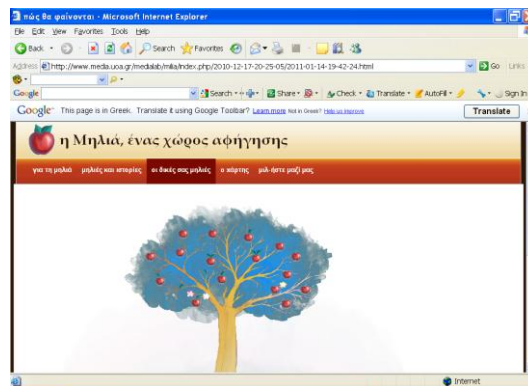 πώς θα φαίνονται - Microsoft Internet Explorer
File Edit View Favorites Tools Help
Back Search Favorites
Address http://www.media.uoa.gr/medialab/milia/index.php/2010-12-17-20-25-05/2011-01-14-19-42-24.html Go Links
Google Search Share Check Translate AutoFill Sign In
Google This page is in Greek. Translate it using Google Toolbar? Learn more Not in Greek? Help us improve Translate
η Μηλιά, ένας χώρος αφήγησης
για τη μηλιά μηλιές και ιστορίες οι δικές σας μηλιές ο χάρτης μιλ-ήστε μαζί μας
Internet